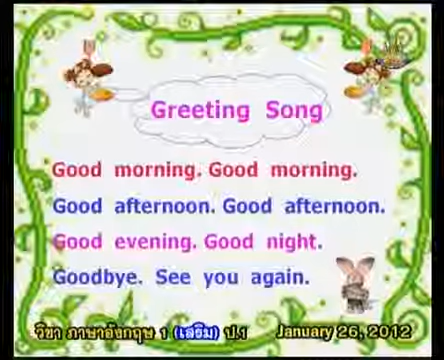 Greeting Song
Good morning. Good morning.
Good afternoon. Good afternoon.
Good evening. Good night.
Goodbye. See you again.
วิชา ภาษาอังกฤษ 1 (เสริม) ป.1 January 26, 2012